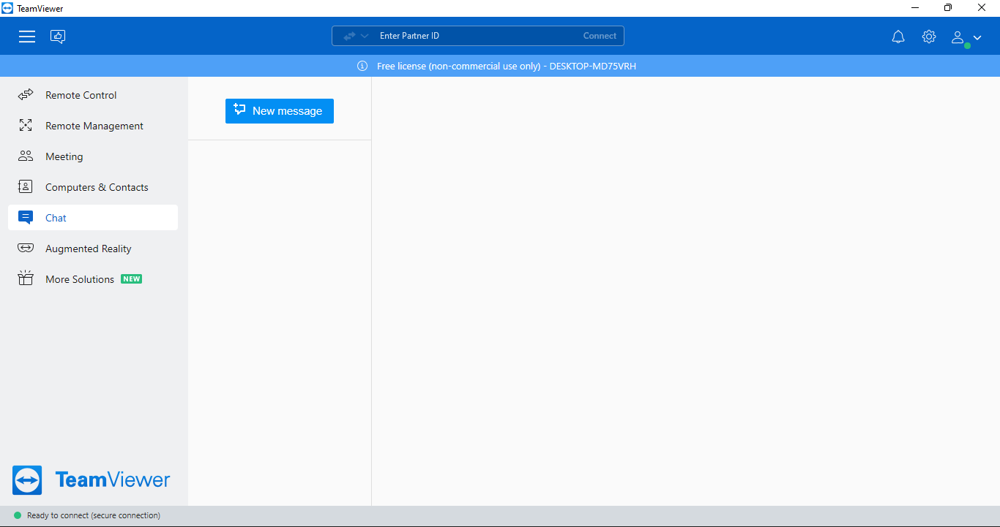 TeamViewer
Enter Partner ID
Connect
Free license (non-commercial use only) - DESKTOP-MD75VRH
Remote Control
Remote Management
Meeting
Computers & Contacts
Chat
Augmented Reality
More Solutions NEW
New message
TeamViewer
Ready to connect (secure connection)